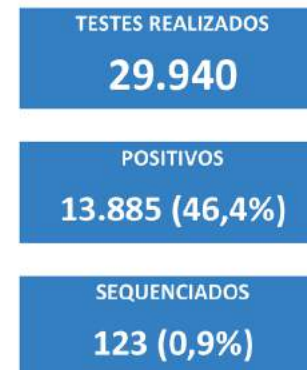 TESTES REALIZADOS
29.940
POSITIVOS
13.885 (46,4%)
SEQUENCIADOS
123 (0,9%)